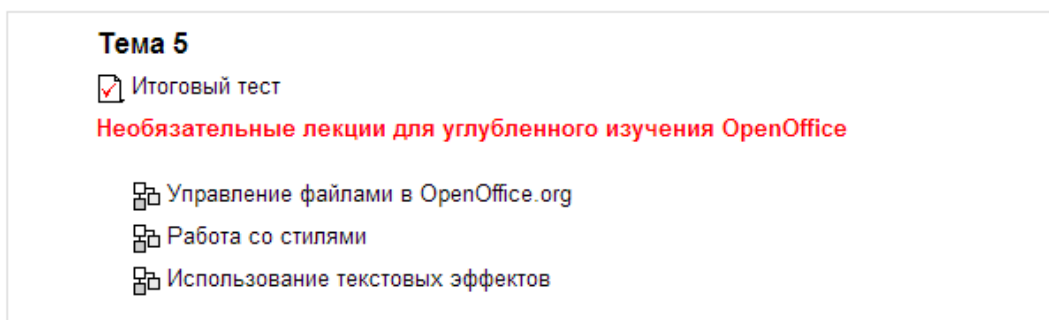 Тема 5
Итоговый тест
Необязательные лекции для углубленного изучения OpenOffice
Управление файлами в OpenOffice.org
Работа со стилями
Использование текстовых эффектов